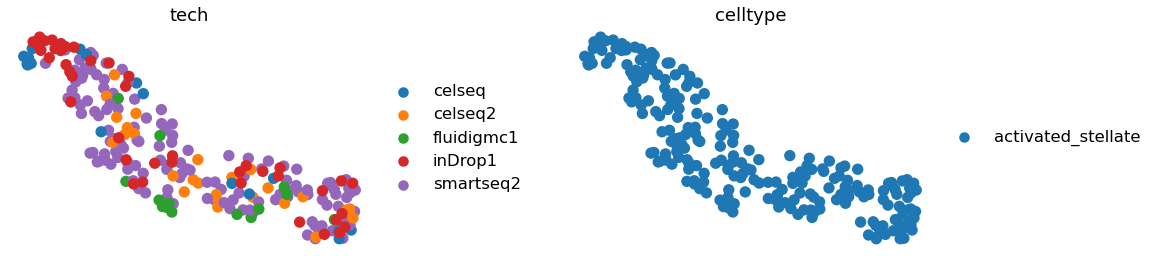 tech
celseq
celseq2
fluidigmc1
inDrop1
smartseq2
celltype
activated_stellate